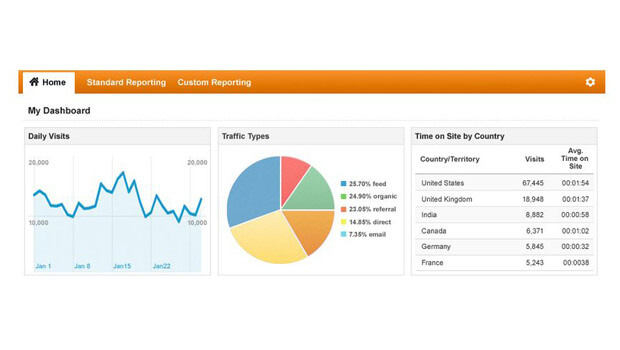 Home Standard Reporting Custom Reporting
My Dashboard
Daily Visits
20,000 20,000
10,000 10,000
Jan 1 Jan 8 Jan15 Jan22
Traffic Types
25.70% feed
24.90% organic
23.05% referral
14.85% direct
7.35% email
Time on Site by Country
Country/Territory Visits Avg. Time on Site
United States 67,445 00:01:54
United Kingdom 18,948 00:01:37
India 8,882 00:00:58
Canada 6,371 00:01:02
Germany 5,845 00:00:32
France 5,243 00:0038